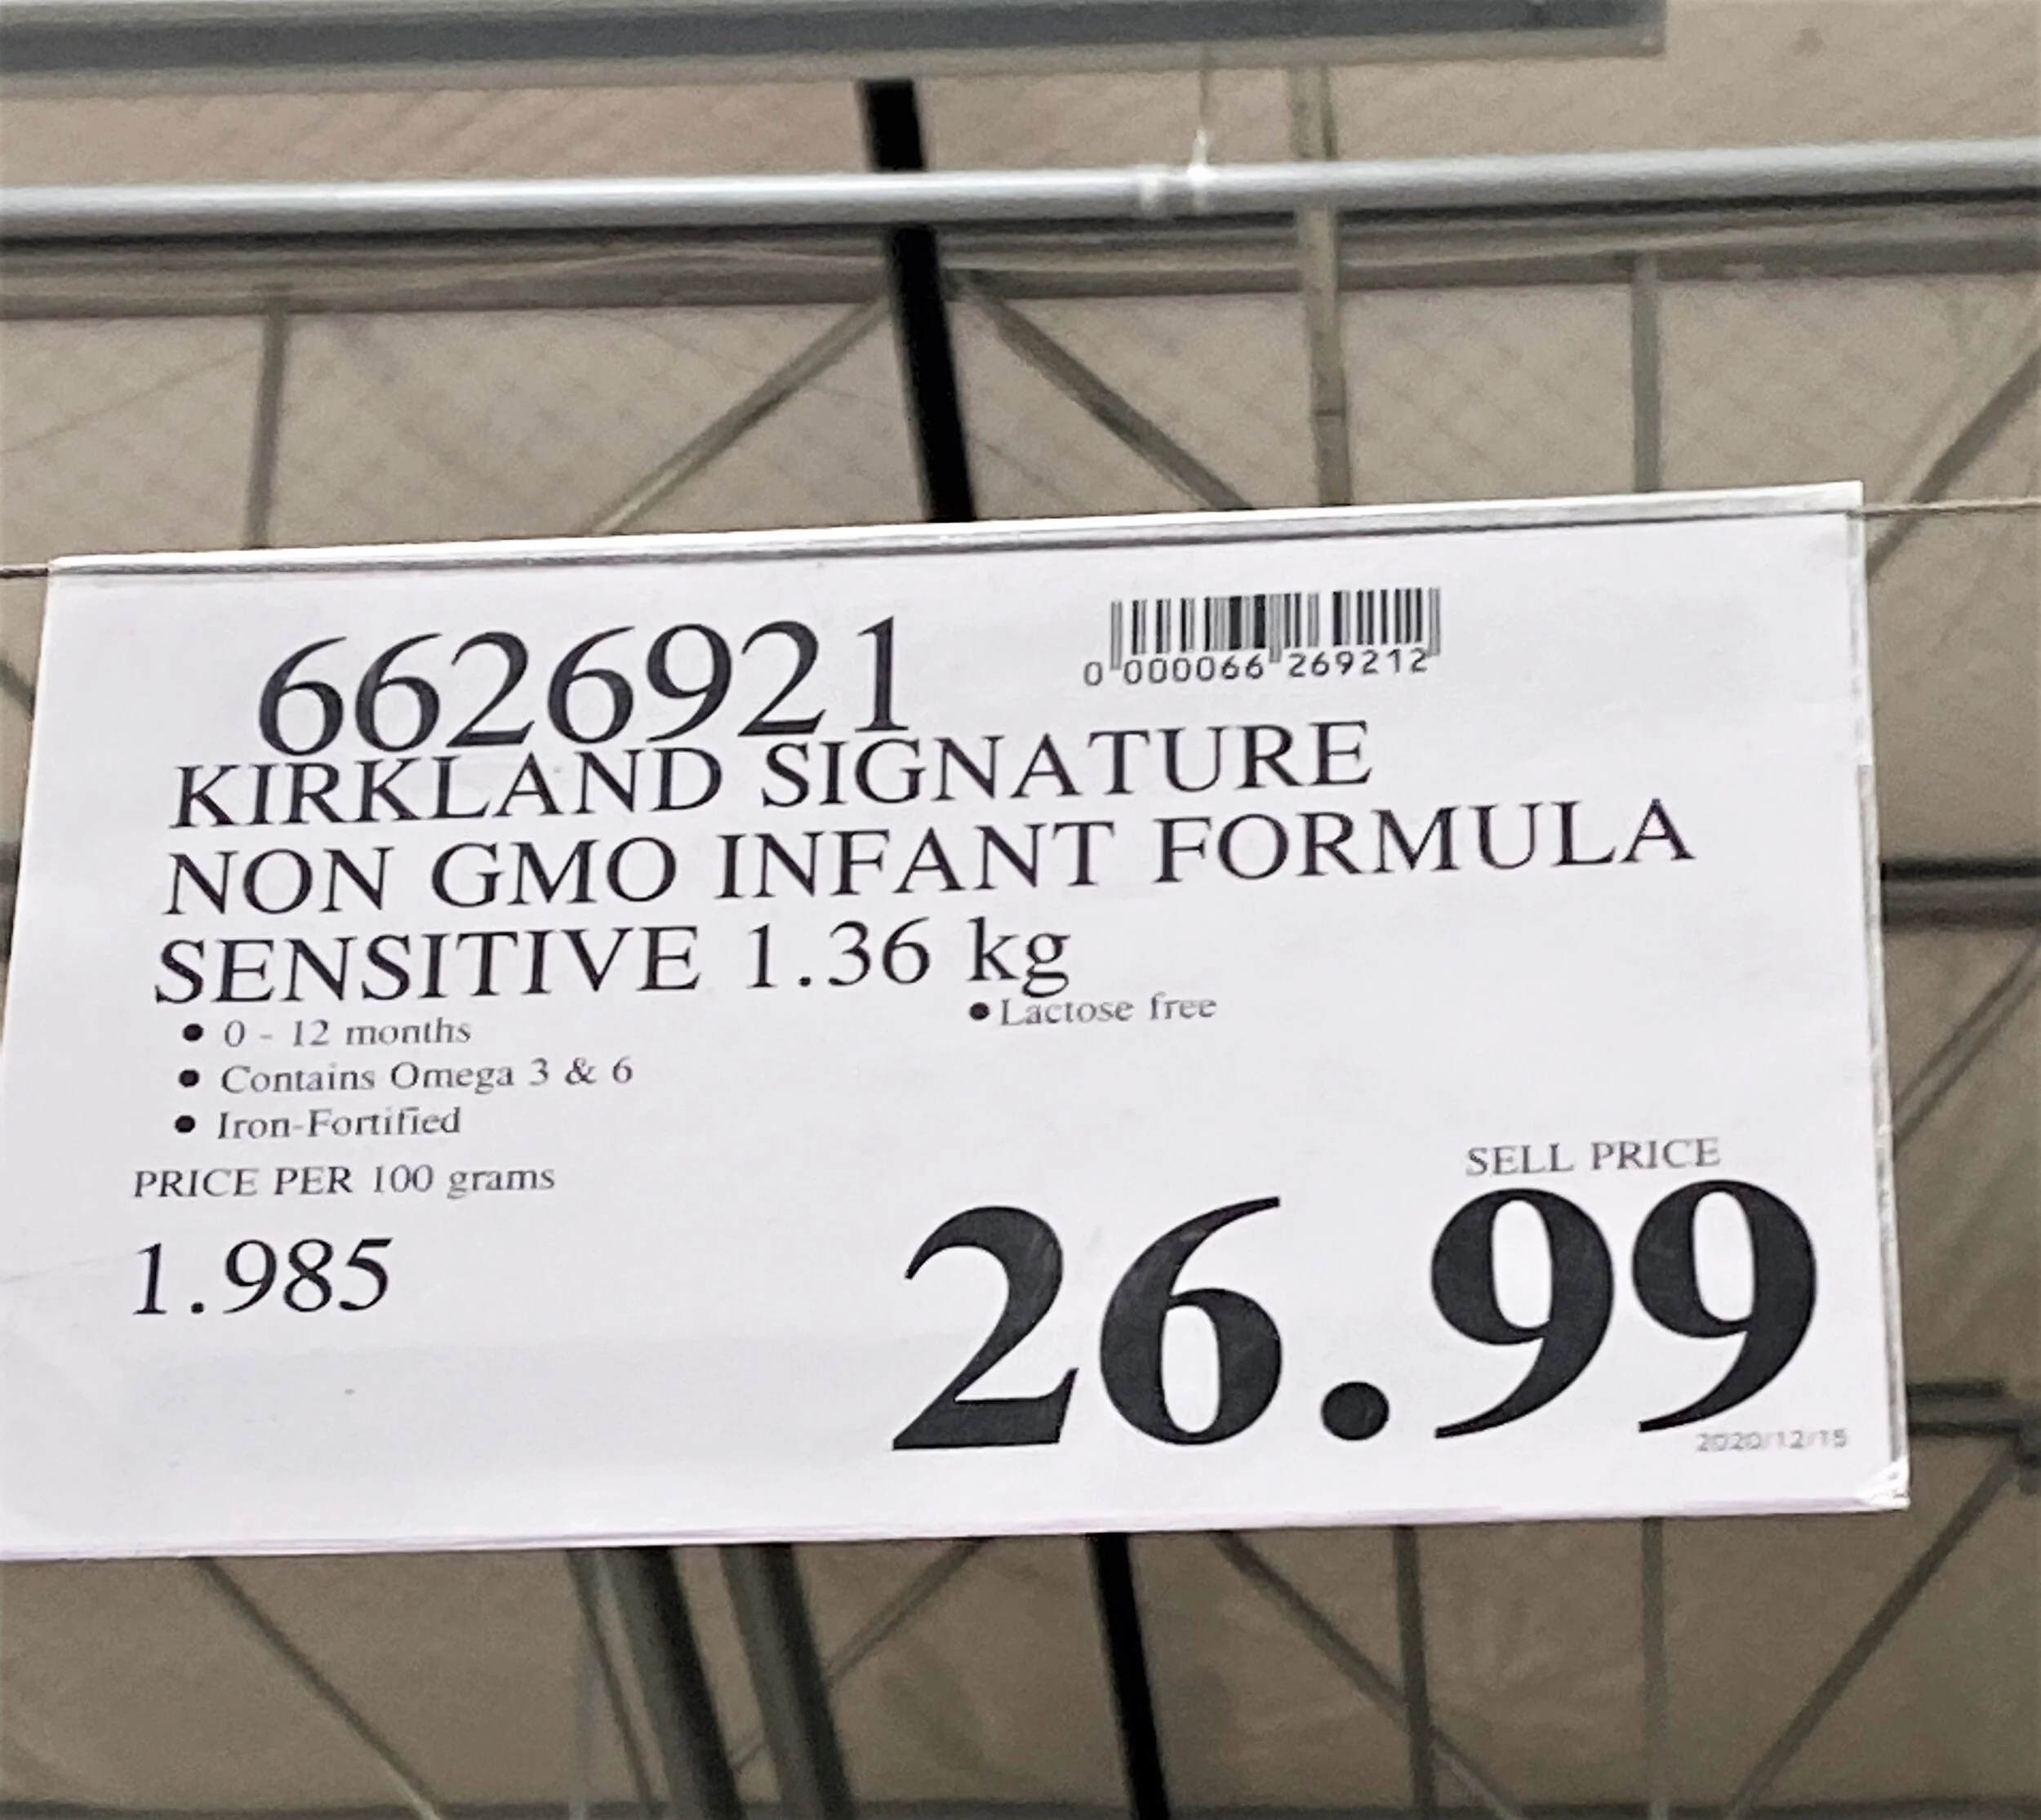 6626921
0 000066 269212
KIRKLAND SIGNATURE
NON GMO INFANT FORMULA
SENSITIVE 1.36 kg
• 0 - 12 months
• Lactose free
• Contains Omega 3 & 6
• Iron-Fortified
PRICE PER 100 grams
1.985
SELL PRICE
26.99
2020/12/15